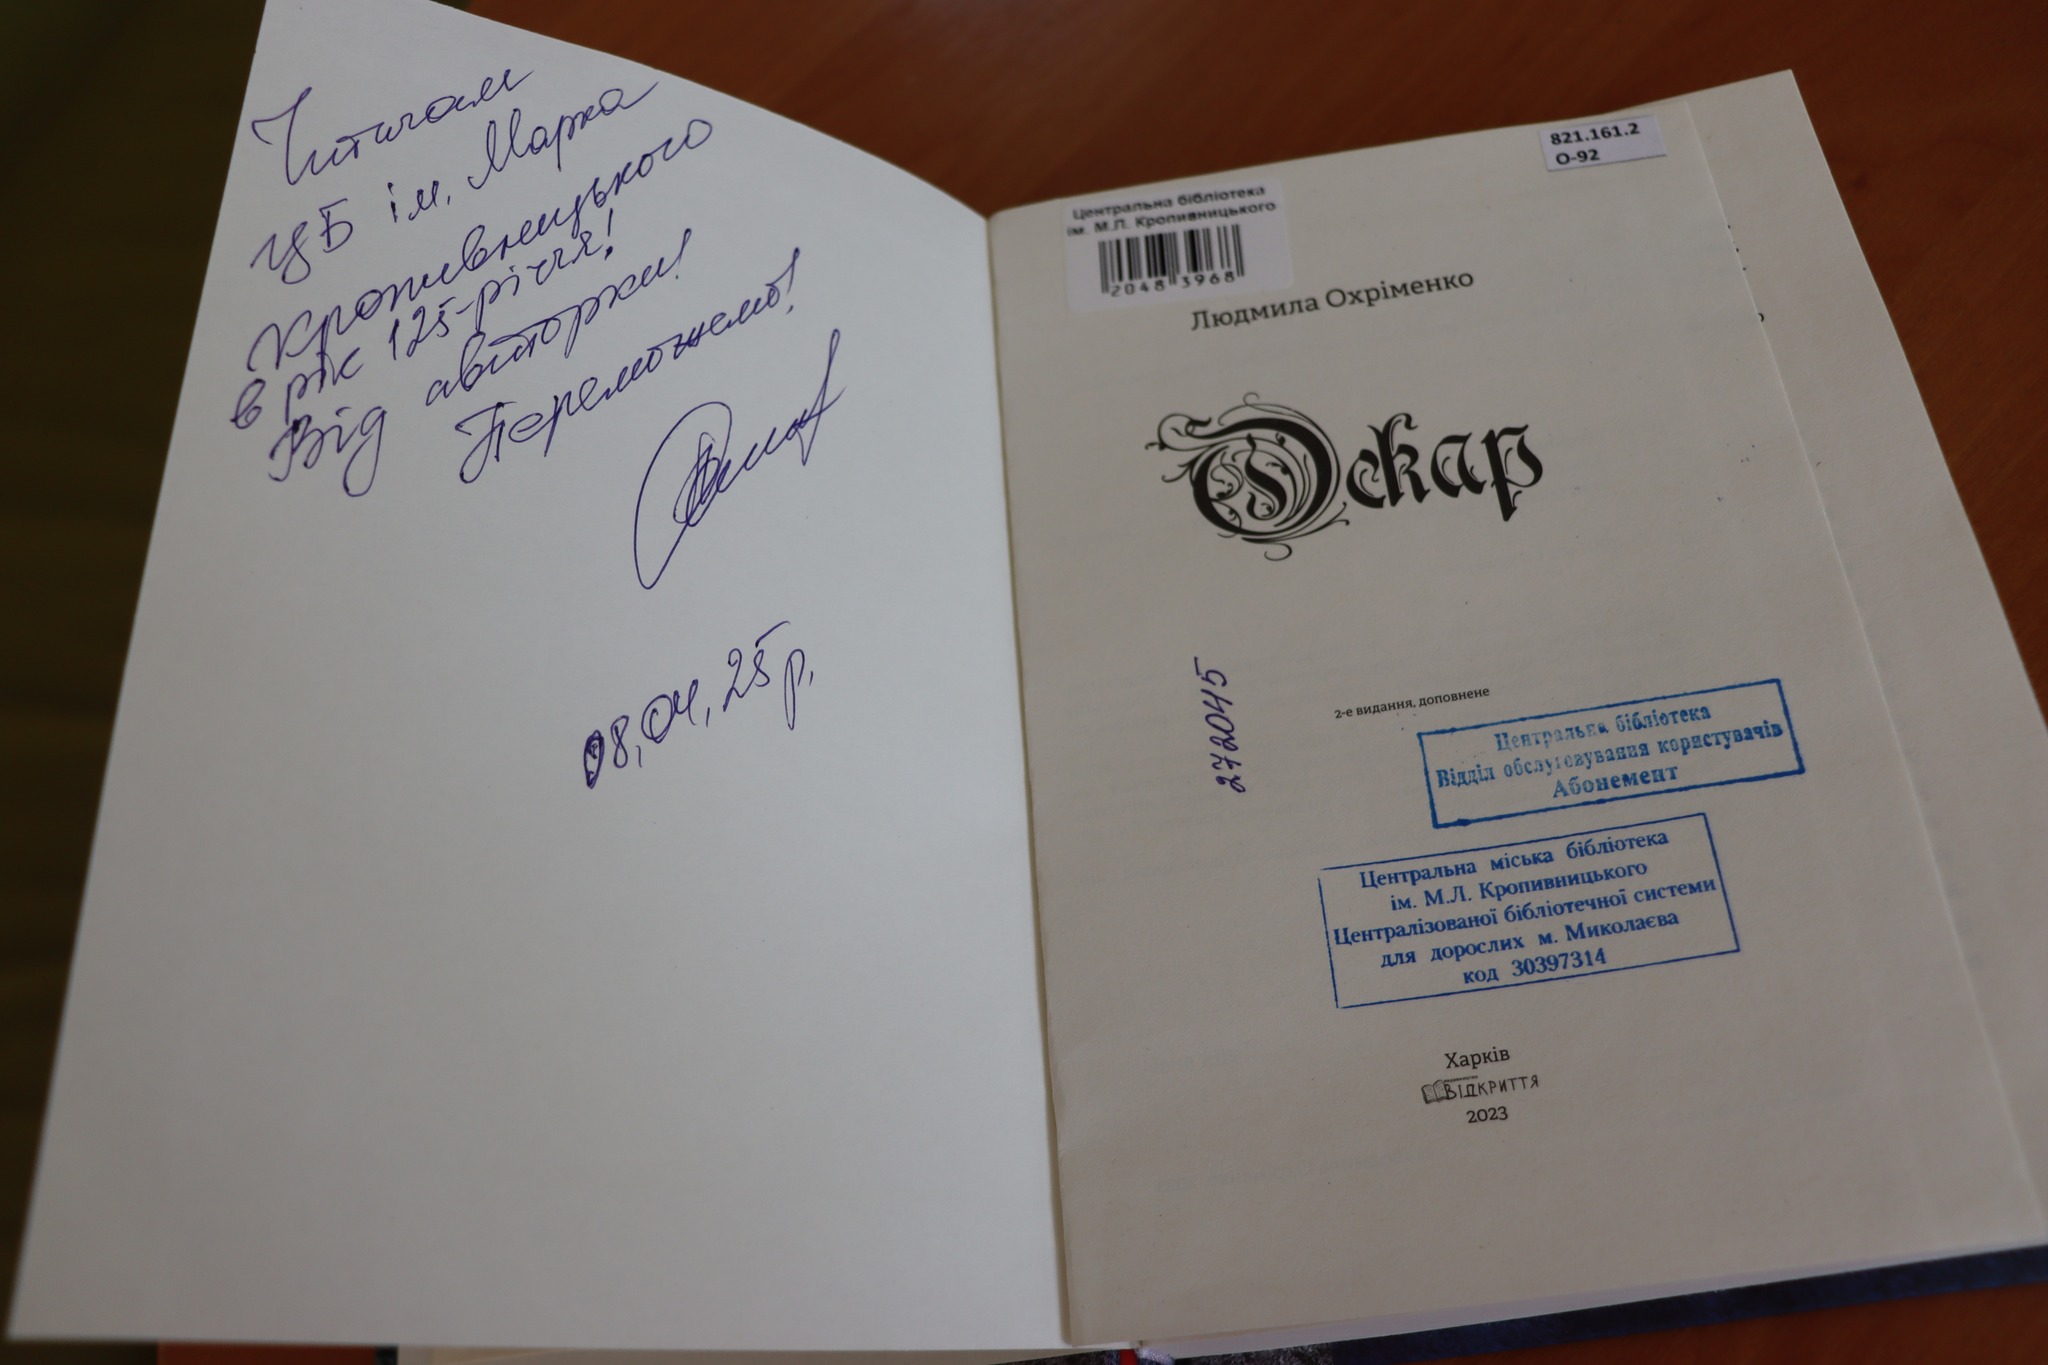 Читачам
ЦБ ім. Марка
Кропивницького
в рік 125-річчя!
Від авторки!
Переможемо!
08.04.25р.
821.161.2
О-92
Центральна бібліотека
ім. М.Л. Кропивницького
2048 3968
Людмила Охріменко
Оскар
2772045
2-е видання, доповнене
Центральна бібліотека
Відділ обслуговування користувачів
Абонемент
Центральна міська бібліотека
ім. М.Л. Кропивницького
Централізованої бібліотечної системи
для дорослих м. Миколаєва
код 30397314
Харків
ВІДКРИТТЯ
2023